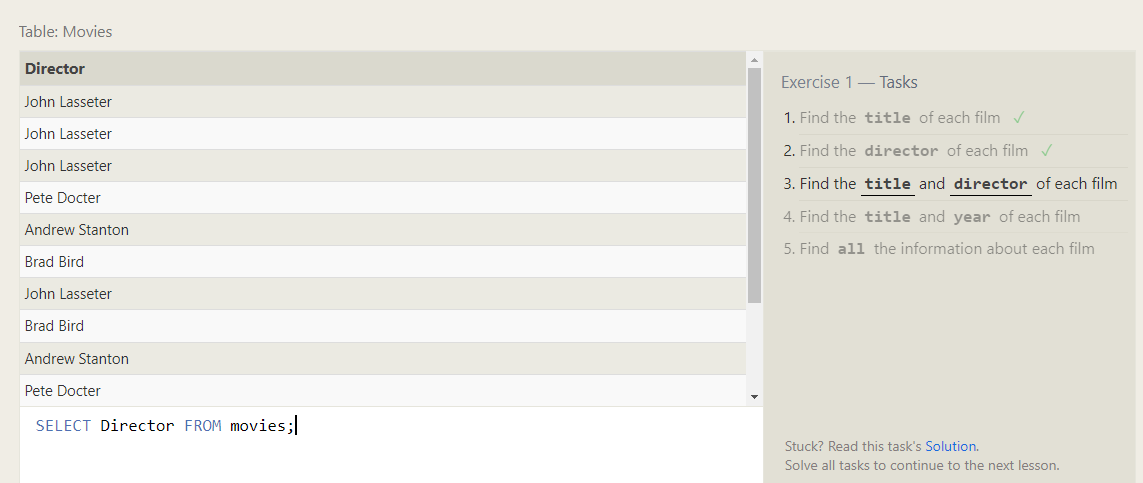 Table: Movies
Director
John Lasseter
John Lasseter
John Lasseter
Pete Docter
Andrew Stanton
Brad Bird
John Lasseter
Brad Bird
Andrew Stanton
Pete Docter
SELECT Director FROM movies;
Exercise 1 — Tasks
1. Find the title of each film ✓
2. Find the director of each film ✓
3. Find the title and director of each film
4. Find the title and year of each film
5. Find all the information about each film
Stuck? Read this task's Solution.
Solve all tasks to continue to the next lesson.